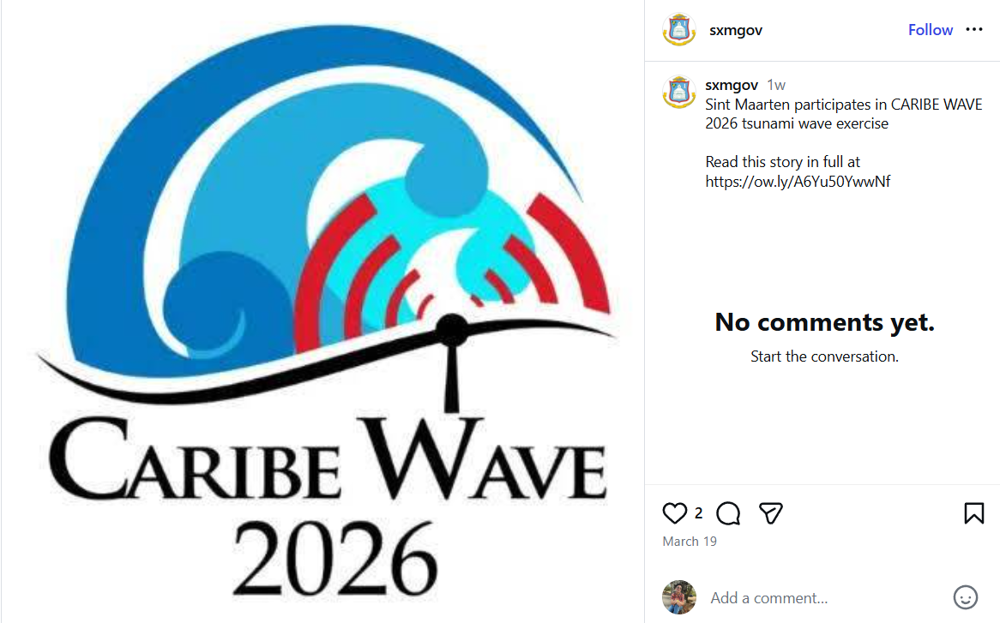 CARIBE WAVE
2026
sxmgov
Follow
sxmgov 1w
Sint Maarten participates in CARIBE WAVE
2026 tsunami wave exercise
Read this story in full at
https://ow.ly/A6Yu50YwwNf
No comments yet.
Start the conversation.
2
March 19
Add a comment...